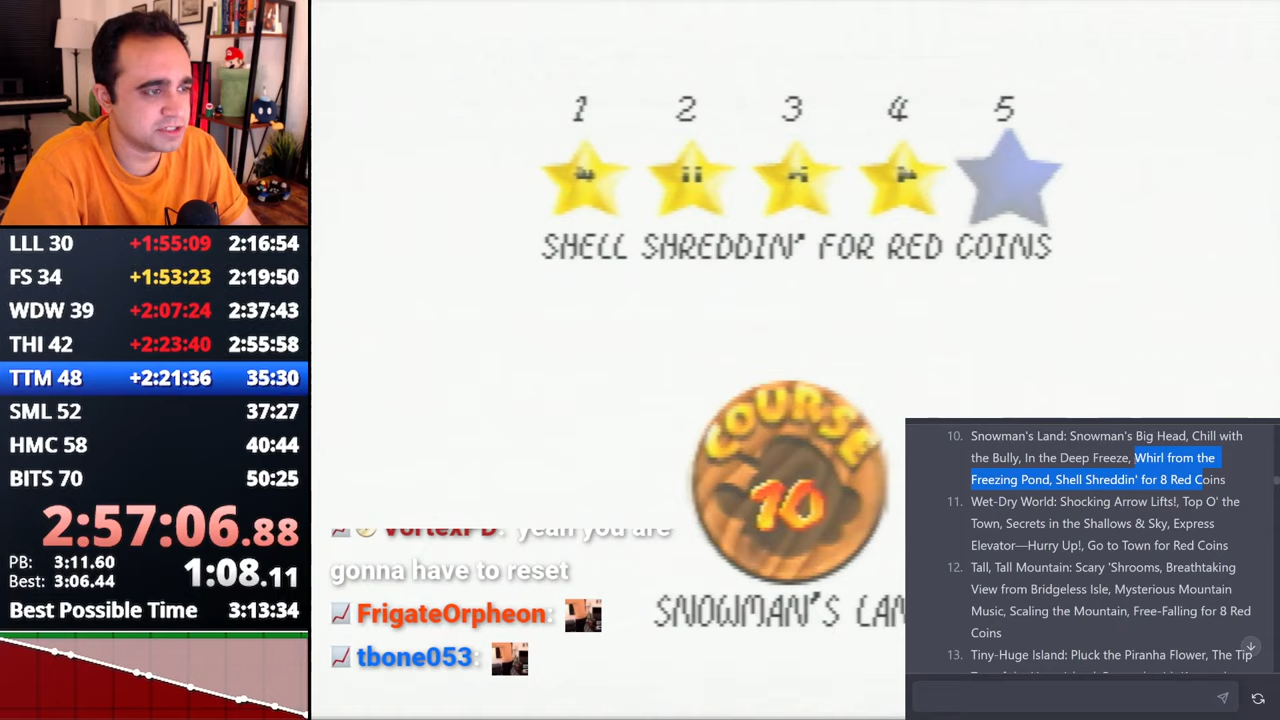 LLL 30 +1:55:09 2:16:54
FS 34 +1:53:23 2:19:50
WDW 39 +2:07:24 2:37:43
THI 42 +2:23:40 2:55:58
TTM 48 +2:21:36 35:30
SML 52 37:27
HMC 58 40:44
BITS 70 50:25
2:57:06.88
PB: 3:11.60
Best: 3:06.44
1:08.11
Best Possible Time 3:13:34
1 2 3 4 5
SHELL SHREDDIN' FOR RED COINS
COURSE
10
SNOWMAN'S LAN
VortexPD: yeah you are
gonna have to reset
FrigateOrpheon:
tbone053:
10. Snowman's Land: Snowman's Big Head, Chill with
the Bully, In the Deep Freeze, Whirl from the
Freezing Pond, Shell Shreddin' for 8 Red Coins
11. Wet-Dry World: Shocking Arrow Lifts!, Top O' the
Town, Secrets in the Shallows & Sky, Express
Elevator—Hurry Up!, Go to Town for Red Coins
12. Tall, Tall Mountain: Scary 'Shrooms, Breathtaking
View from Bridgeless Isle, Mysterious Mountain
Music, Scaling the Mountain, Free-Falling for 8 Red
Coins
13. Tiny-Huge Island: Pluck the Piranha Flower, The Tip